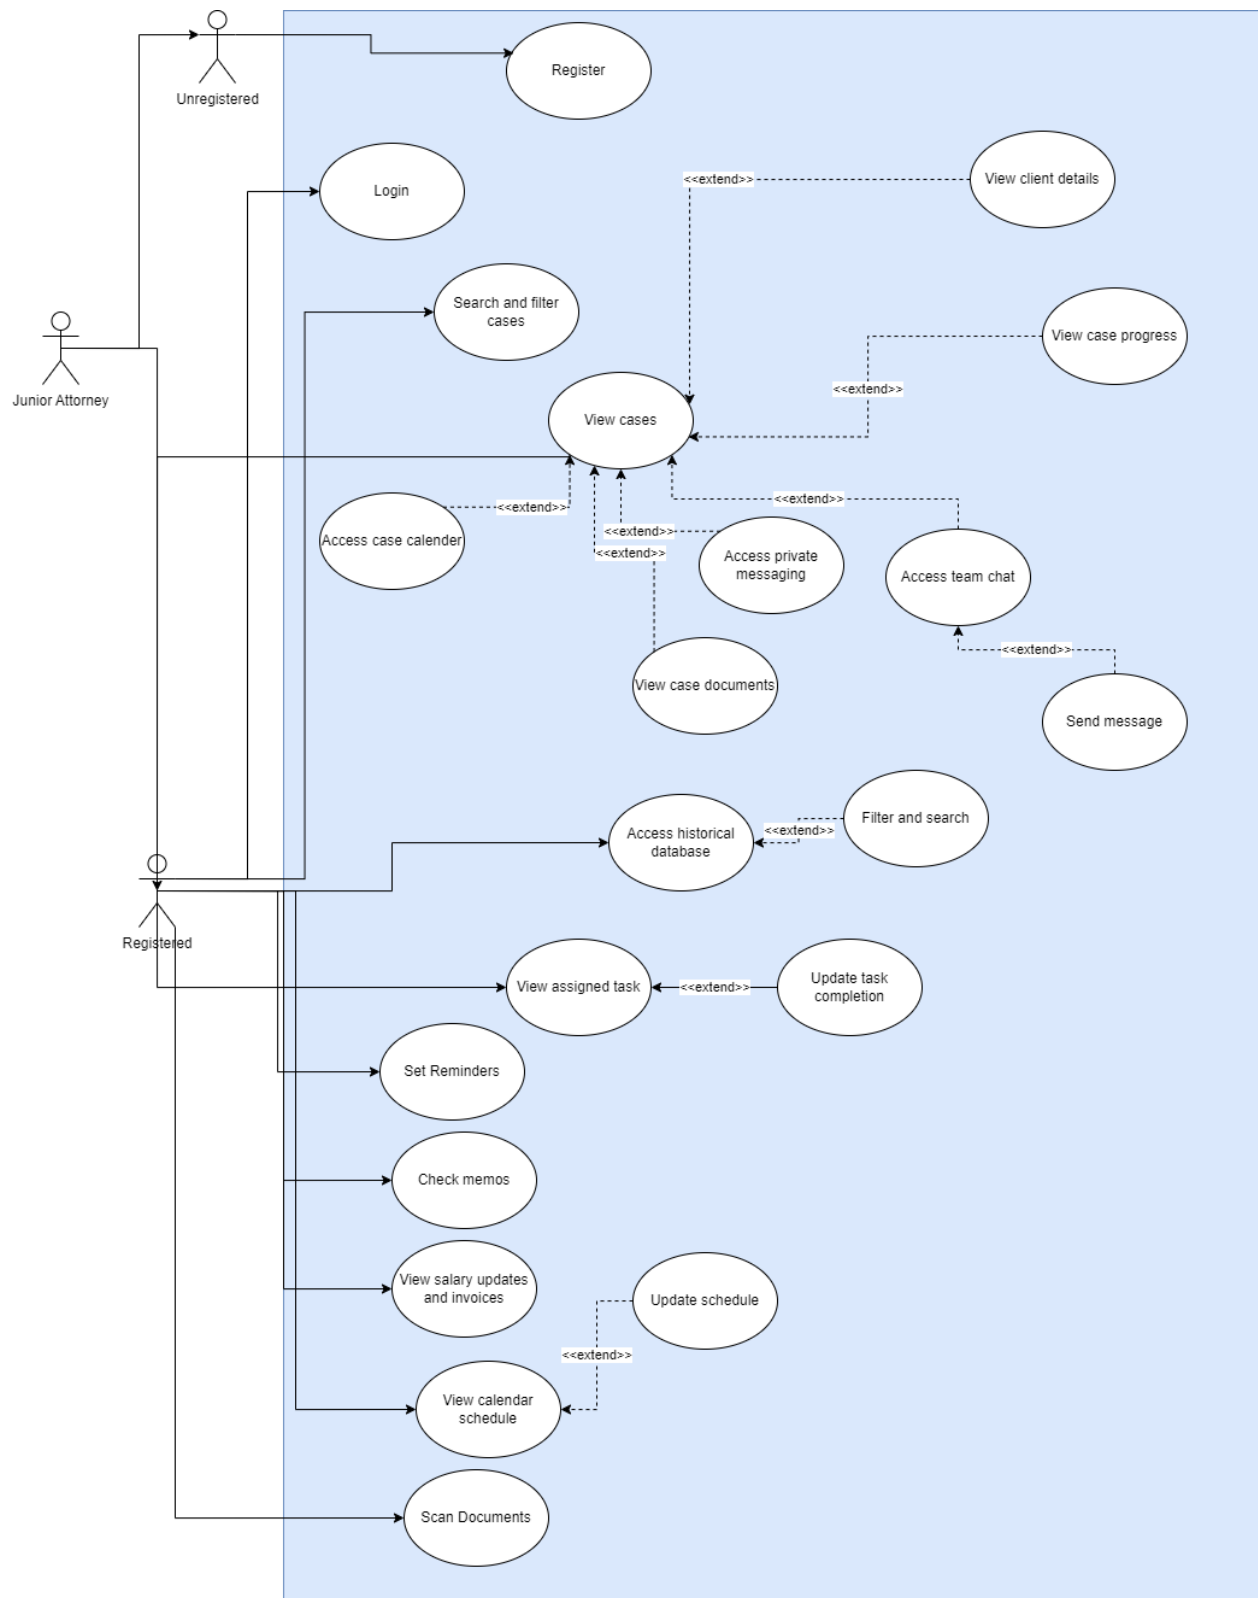 Unregistered
Register
Login
<<extend>>
View client details
Search and filter
cases
View case progress
<<extend>>
Junior Attorney
View cases
<<extend>>
<<extend>>
Access case calender
<<extend>>
<<extend>>
Access private
messaging
Access team chat
<<extend>>
View case documents
Send message
Access historical
database
<<extend>>
Filter and search
Registered
View assigned task
<<extend>>
Update task
completion
Set Reminders
Check memos
View salary updates
and invoices
Update schedule
<<extend>>
View calendar
schedule
Scan Documents